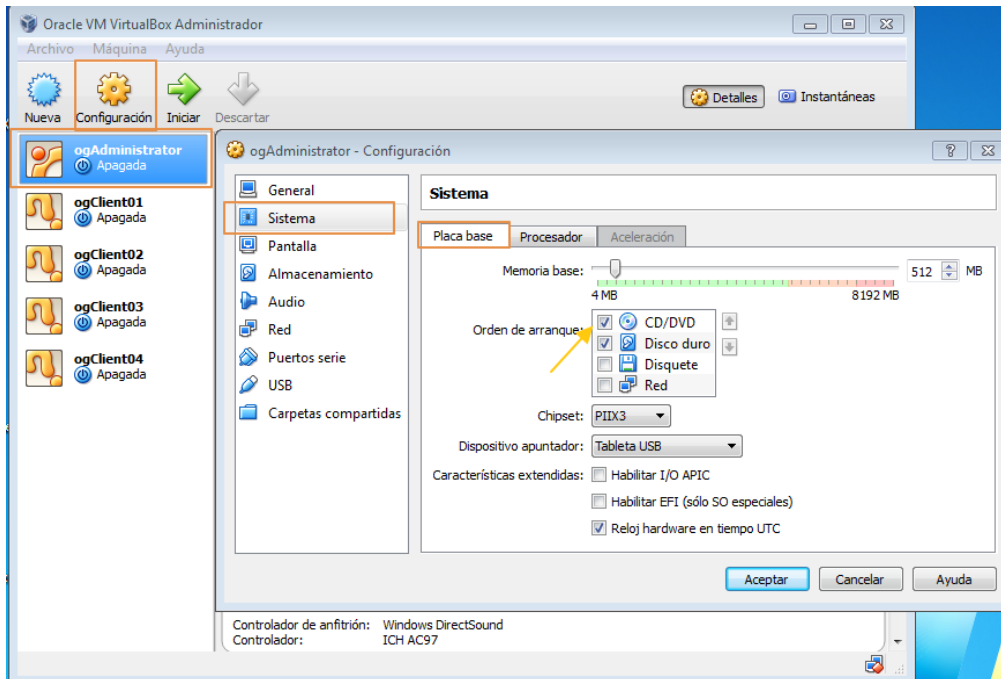 Oracle VM VirtualBox Administrador
Archivo Máquina Ayuda
Nueva Configuración Iniciar Descartar
Detalles Instantáneas
ogAdministrator
Apagada
ogClient01
Apagada
ogClient02
Apagada
ogClient03
Apagada
ogClient04
Apagada
ogAdministrator - Configuración
General
Sistema
Pantalla
Almacenamiento
Audio
Red
Puertos serie
USB
Carpetas compartidas
Sistema
Placa base Procesador Aceleración
Memoria base: 512 MB
4 MB 8192 MB
Orden de arranque:
CD/DVD
Disco duro
Disquete
Red
Chipset: PIIX3
Dispositivo apuntador: Tableta USB
Características extendidas: Habilitar I/O APIC
Habilitar EFI (sólo SO especiales)
Reloj hardware en tiempo UTC
Aceptar Cancelar Ayuda
Controlador de anfitrión: Windows DirectSound
Controlador: ICH AC97